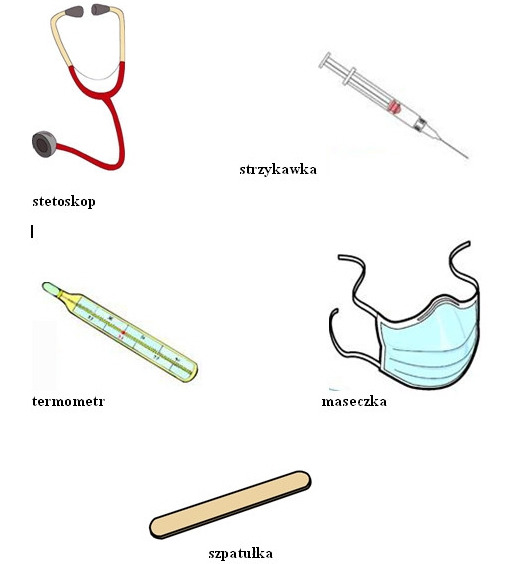 strzykawka
stetoskop
termometr
maseczka
szpatułka